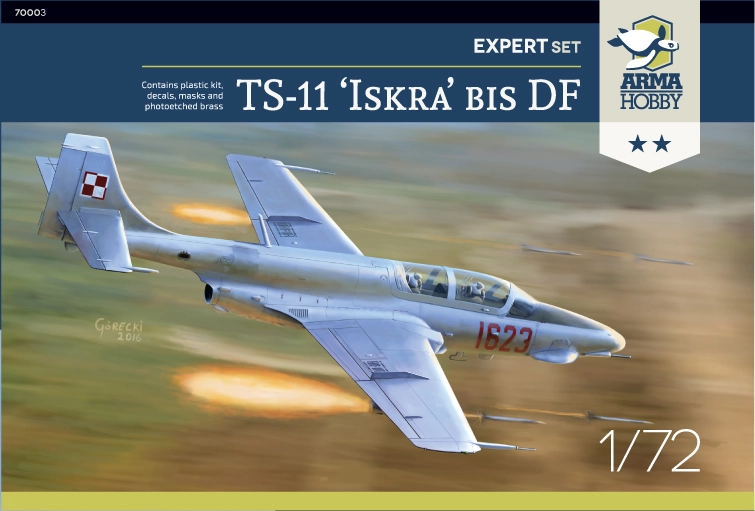 70003
EXPERT SET
Contains plastic kit,
decals, masks and
photoetched brass
TS-11 ‘ISKRA’ BIS DF
ARMA
HOBBY
GÓRECKI
2016
1623
1/72